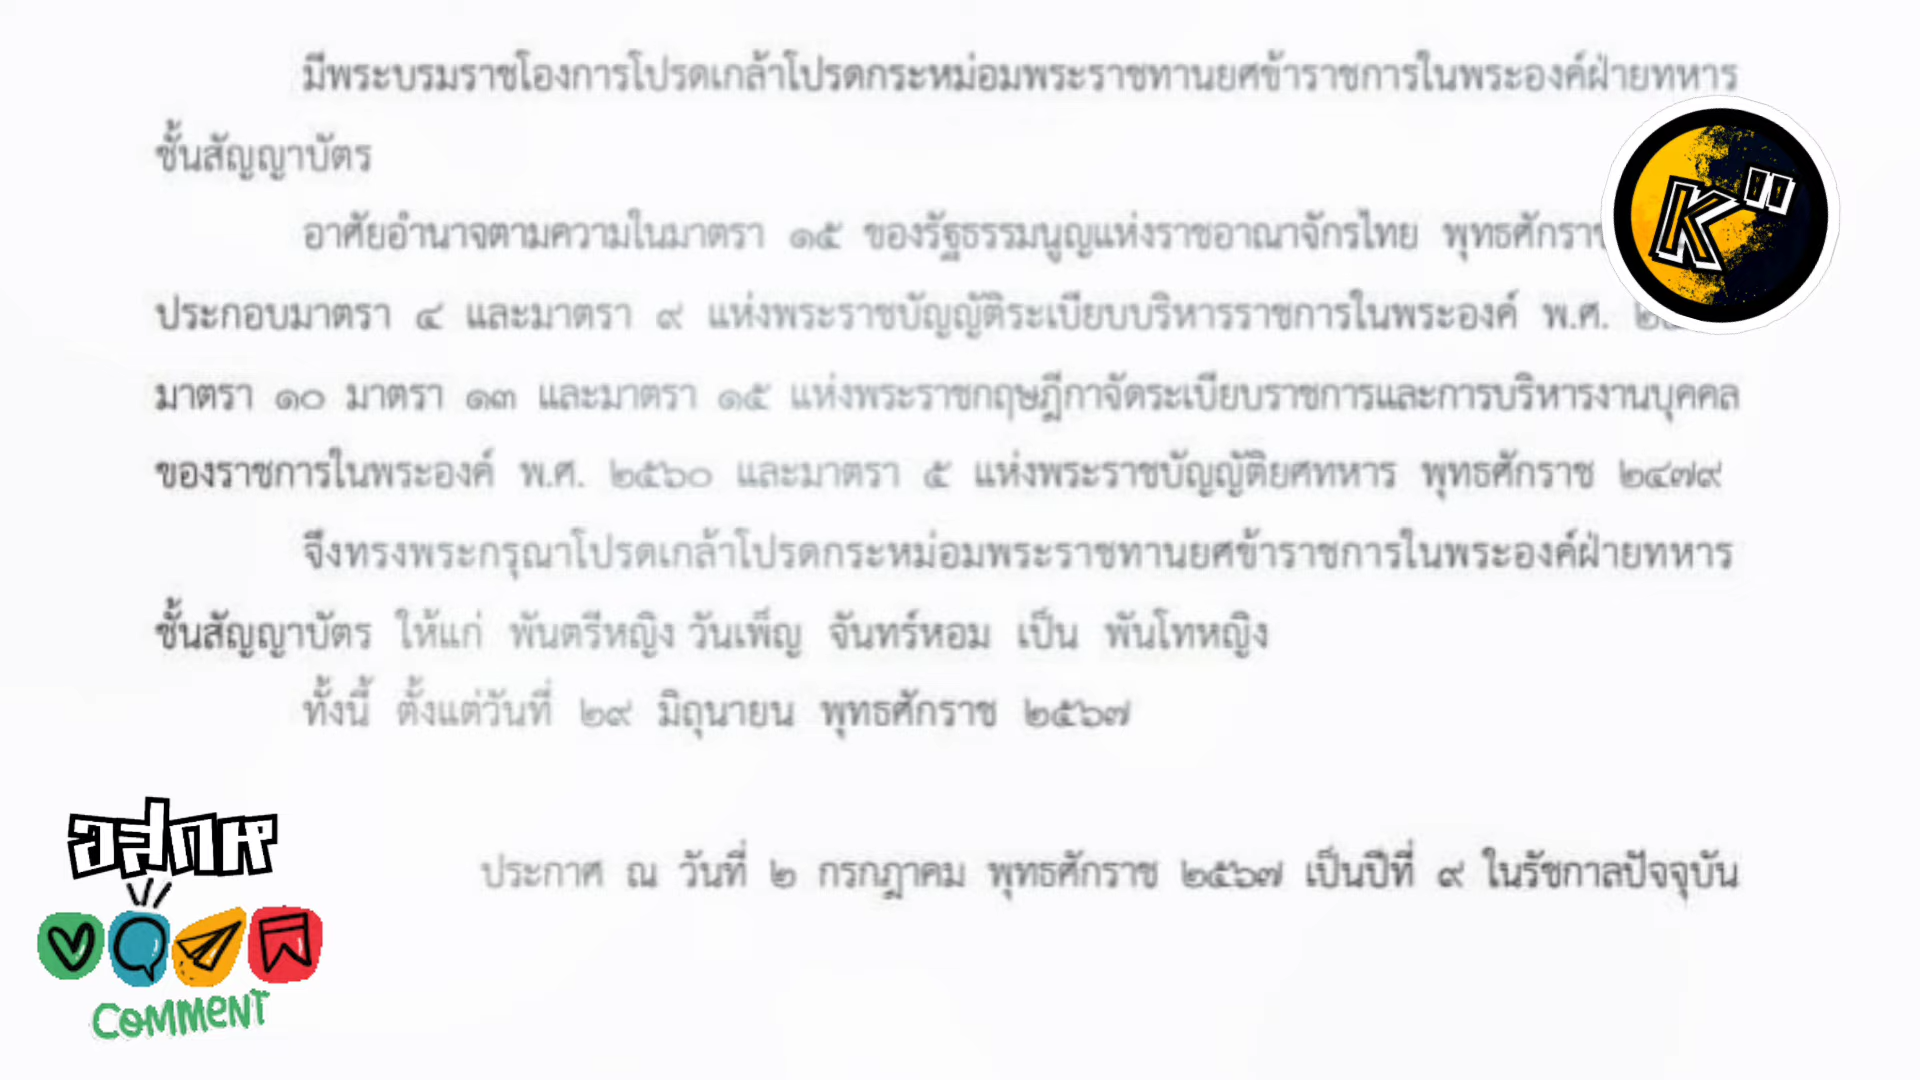 มีพระบรมราชโองการโปรดเกล้าโปรดกระหม่อมพระราชทานยศข้าราชการในพระองค์ฝ่ายทหาร
ชั้นสัญญาบัตร
อาศัยอำนาจตามความในมาตรา ๑๕ ของรัฐธรรมนูญแห่งราชอาณาจักรไทย
ประกอบมาตรา ๔ และมาตรา ๙ แห่งพระราชบัญญัติระเบียบบริหารราชการในพระองค์ พ.ศ.
มาตรา ๑๐ มาตรา ๑๓ และมาตรา ๑๕ แห่งพระราชกฤษฎีกาจัดระเบียบราชการและการบริหารงานบุคคล
ของราชการในพระองค์ พ.ศ. ๒๕๖๐ และมาตรา ๕ แห่งพระราชบัญญัติยศทหาร พุทธศักราช ๒๔๗๙
จึงทรงพระกรุณาโปรดเกล้าโปรดกระหม่อมพระราชทานยศข้าราชการในพระองค์ฝ่ายทหาร
ชั้นสัญญาบัตร ให้แก่ พันตรีหญิง วันเพ็ญ จันทร์หอม เป็น พันโทหญิง
ทั้งนี้ ตั้งแต่วันที่ ๒๙ มิถุนายน พุทธศักราช ๒๕๖๗
ประกาศ ณ วันที่ ๒ กรกฎาคม พุทธศักราช ๒๕๖๗ เป็นปีที่ ๙ ในรัชกาลปัจจุบัน
K"
อสกห
COMMENT